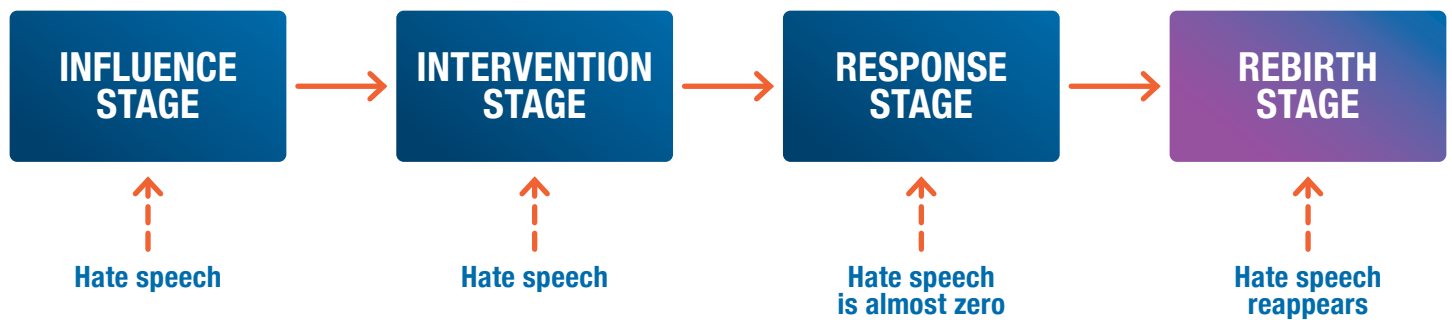 INFLUENCE
STAGE
INTERVENTION
STAGE
RESPONSE
STAGE
REBIRTH
STAGE
Hate speech
Hate speech
Hate speech
is almost zero
Hate speech
reappears